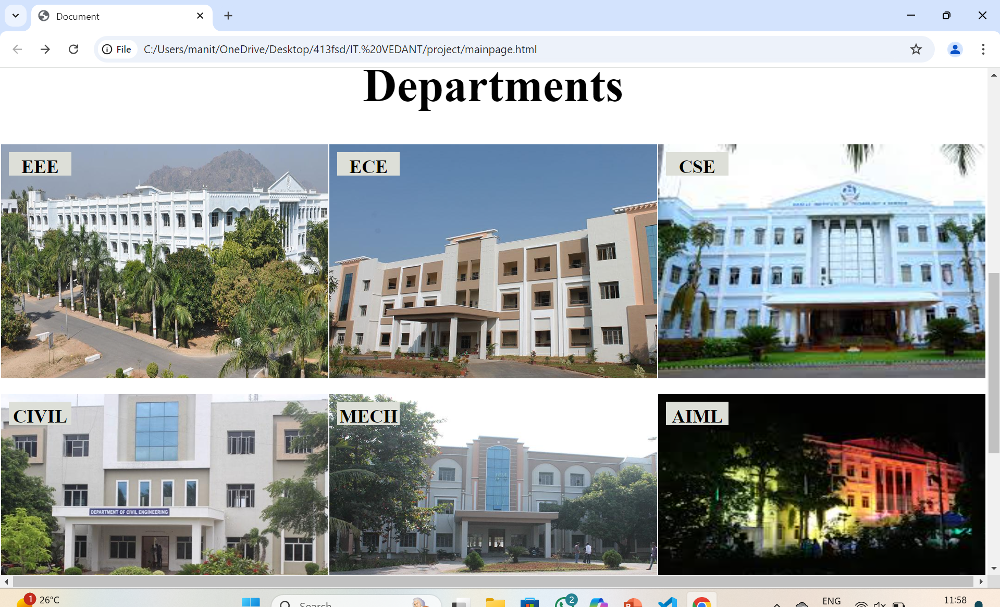 Document
File
C:/Users/manit/OneDrive/Desktop/413fsd/IT.%20VEDANT/project/mainpage.html
Departments
EEE
ECE
CSE
CIVIL
MECH
AIML
DEPARTMENT OF CIVIL ENGINEERING
1
26°C
Search
2
ENG
11:58